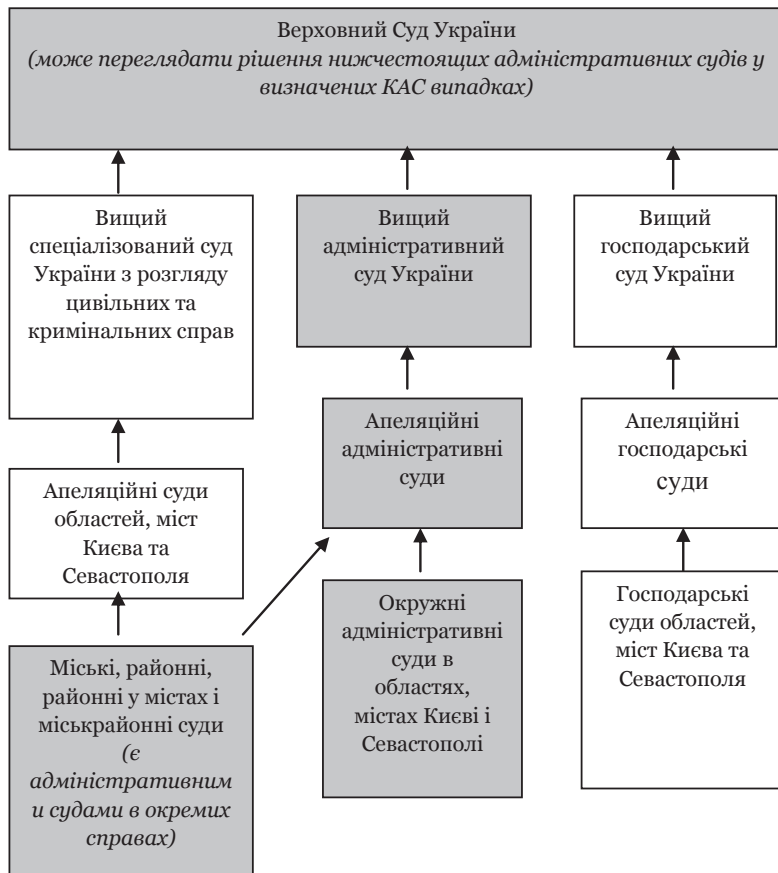 Верховний Суд України
(може переглядати рішення нижчестоящих адміністративних судів у
визначених КАС випадках)
Вищий
спеціалізований суд
України з розгляду
цивільних та
кримінальних справ
Вищий
адміністративний
суд України
Вищий
господарський
суд України
Апеляційні
адміністративні
суди
Апеляційні
господарські
суди
Апеляційні суди
областей, міст
Києва та
Севастополя
Окружні
адміністративні
суди в
областях,
містах Києві і
Севастополі
Господарські
суди областей,
міст Києва та
Севастополя
Міські, районні,
районні у містах і
міськрайонні суди
(є
адміністративним
и судами в окремих
справах)